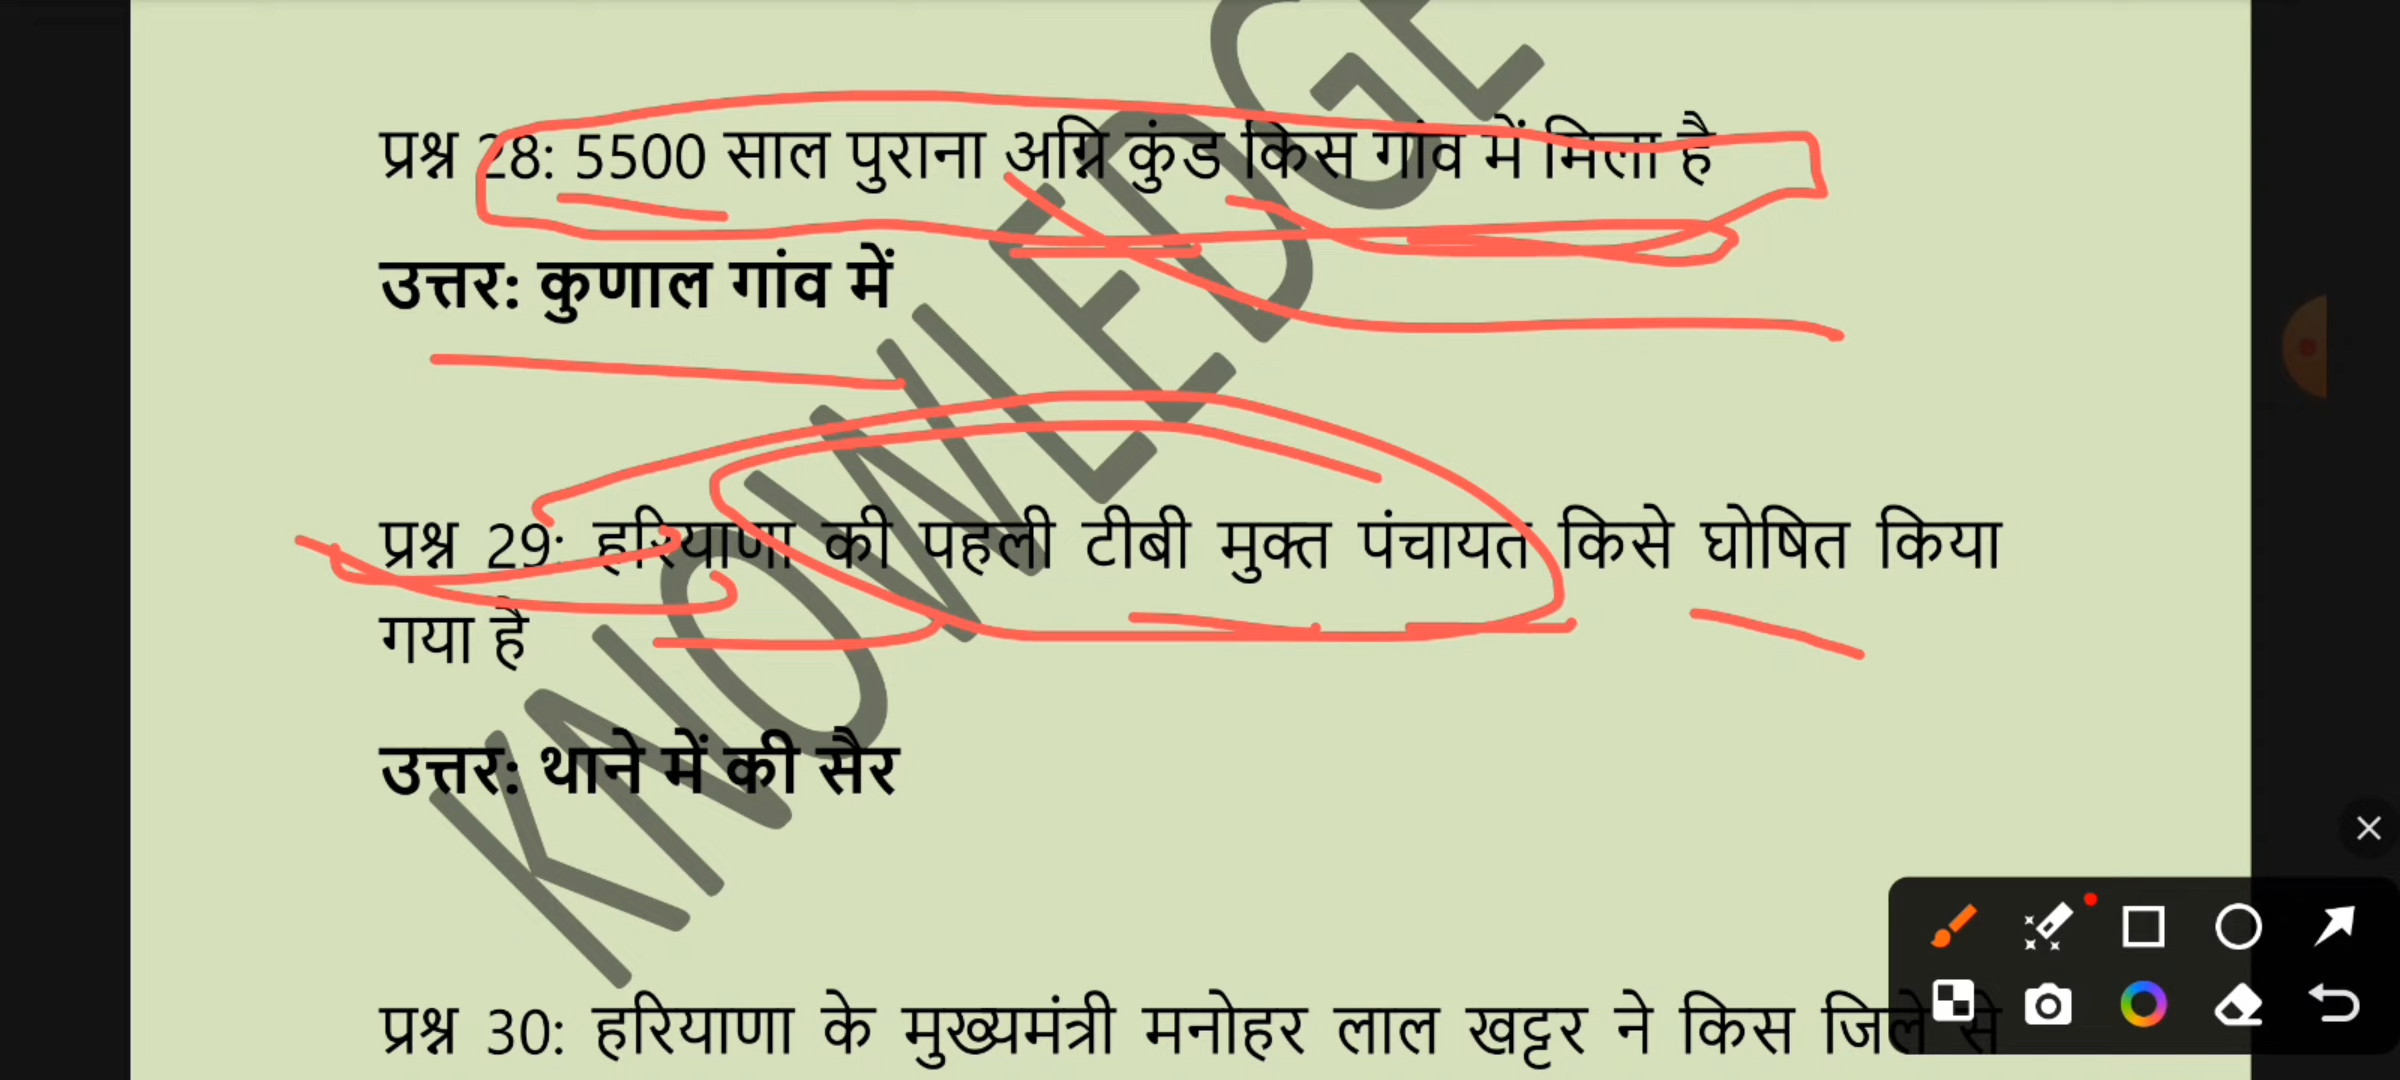 प्रश्न 28: 5500 साल पुराना अग्नि कुंड किस गांव में मिला है
उत्तर: कुणाल गांव में
प्रश्न 29: हरियाणा की पहली टीबी मुक्त पंचायत किसे घोषित किया
गया है
उत्तर: थाने में की सैर
प्रश्न 30: हरियाणा के मुख्यमंत्री मनोहर लाल खट्टर ने किस जिले से
KNOWLEDGE